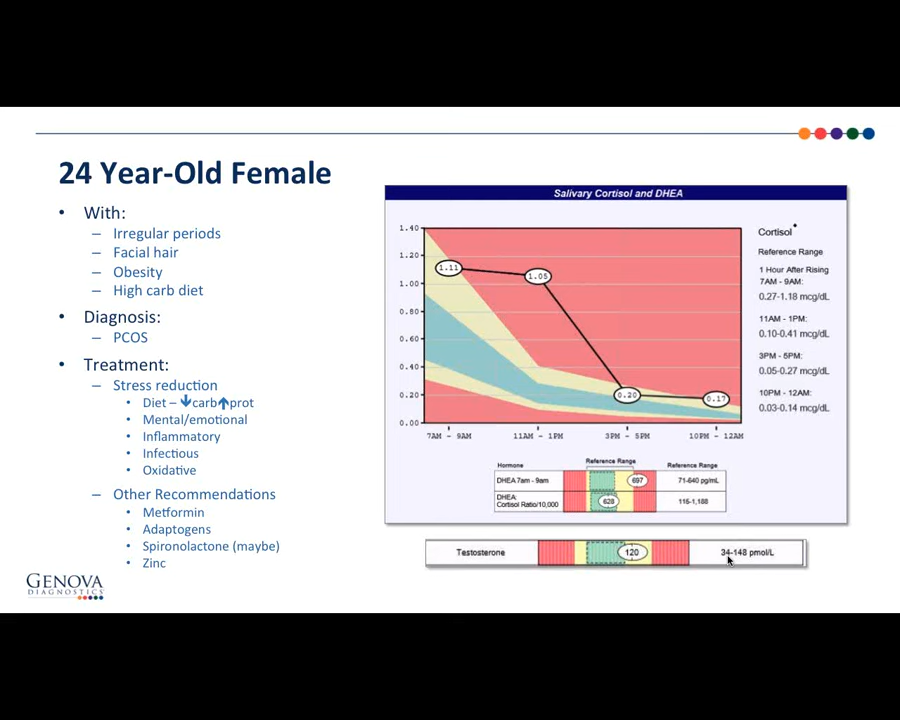 24 Year-Old Female
• With:
– Irregular periods
– Facial hair
– Obesity
– High carb diet
• Diagnosis:
– PCOS
• Treatment:
– Stress reduction
• Diet – ↓carb↑prot
• Mental/emotional
• Inflammatory
• Infectious
• Oxidative
– Other Recommendations
• Metformin
• Adaptogens
• Spironolactone (maybe)
• Zinc
GENOVA
DIAGNOSTICS
Salivary Cortisol and DHEA
1.40
1.20
1.00
0.80
0.60
0.40
0.20
0.00
1.11
1.05
0.20
0.17
7AM - 9AM 11AM - 1PM 3PM - 5PM 10PM - 12AM
Cortisol*
Reference Range
1 Hour After Rising
7AM - 9AM:
0.27-1.18 mcg/dL
11AM - 1PM:
0.10-0.41 mcg/dL
3PM - 5PM:
0.05-0.27 mcg/dL
10PM - 12AM:
0.03-0.14 mcg/dL
Hormone Reference Range Reference Range
DHEA 7am - 9am 697 71-640 pg/mL
DHEA:
Cortisol Ratio/10,000 628 115-1,188
Testosterone 120 34-148 pmol/L